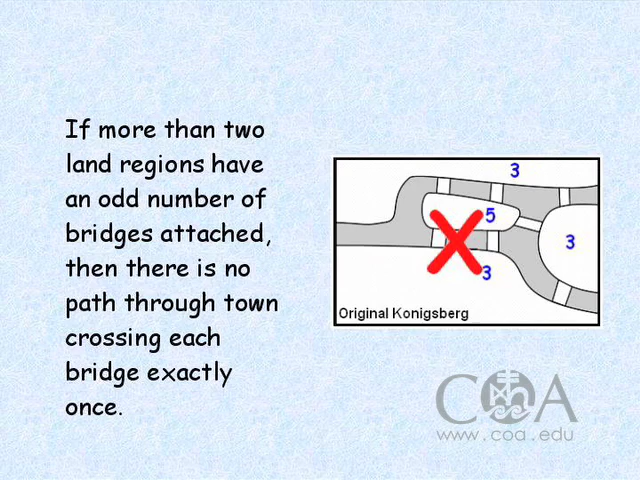 If more than two
land regions have
an odd number of
bridges attached,
then there is no
path through town
crossing each
bridge exactly
once.
3
5
3
3
Original Konigsberg
COA
www.coa.edu